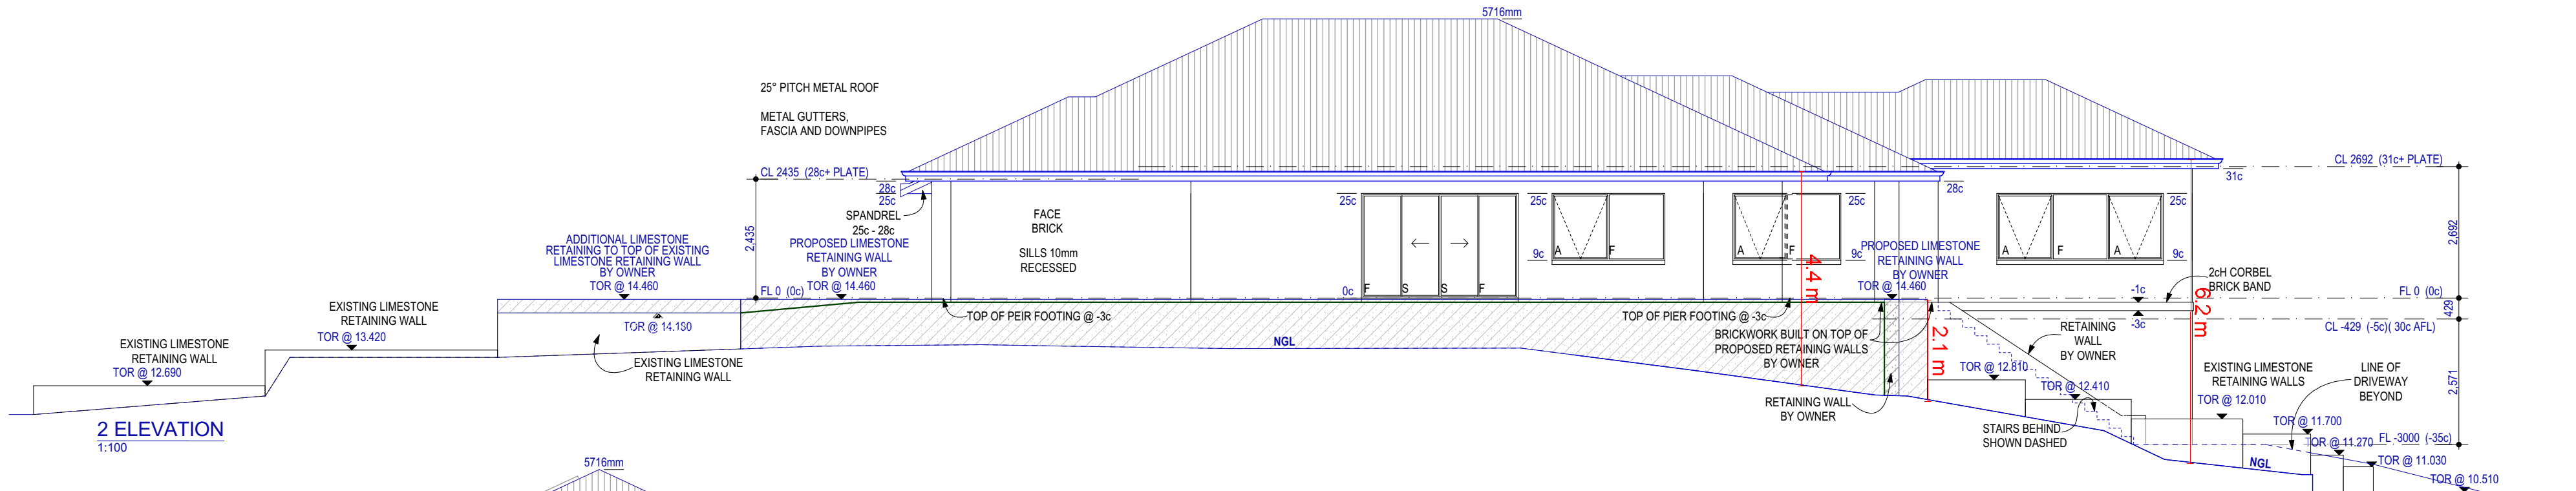 5716mm
25° PITCH METAL ROOF
METAL GUTTERS,
FASCIA AND DOWNPIPES
CL 2435 (28c+ PLATE)
CL 2692 (31c+ PLATE)
28c
25c
SPANDREL
25c - 28c
FACE
BRICK
SILLS 10mm
RECESSED
25c
25c
25c
28c
25c
31c
2,435
2,692
ADDITIONAL LIMESTONE
RETAINING TO TOP OF EXISTING
LIMESTONE RETAINING WALL
BY OWNER
TOR @ 14.460
PROPOSED LIMESTONE
RETAINING WALL
BY OWNER
TOR @ 14.460
A
F
A
F
A
F
A
9c
9c
9c
PROPOSED LIMESTONE
RETAINING WALL
BY OWNER
TOR @ 14.460
4.4 m
6.2 m
2cH CORBEL
BRICK BAND
FL 0 (0c)
0c
F
S
S
F
-1c
-3c
FL 0 (0c)
429
CL -429 (-5c)( 30c AFL)
EXISTING LIMESTONE
RETAINING WALL
TOR @ 13.420
TOR @ 14.150
TOP OF PEIR FOOTING @ -3c
TOP OF PIER FOOTING @ -3c
BRICKWORK BUILT ON TOP OF
PROPOSED RETAINING WALLS
BY OWNER
2.1 m
RETAINING
WALL
BY OWNER
EXISTING LIMESTONE
RETAINING WALL
TOR @ 12.690
EXISTING LIMESTONE
RETAINING WALL
NGL
TOR @ 12.810
TOR @ 12.410
EXISTING LIMESTONE
RETAINING WALLS
TOR @ 12.010
LINE OF
DRIVEWAY
BEYOND
2,571
RETAINING WALL
BY OWNER
STAIRS BEHIND
SHOWN DASHED
TOR @ 11.700
TOR @ 11.270
FL -3000 (-35c)
TOR @ 11.030
NGL
TOR @ 10.510
2 ELEVATION
1:100
5716mm